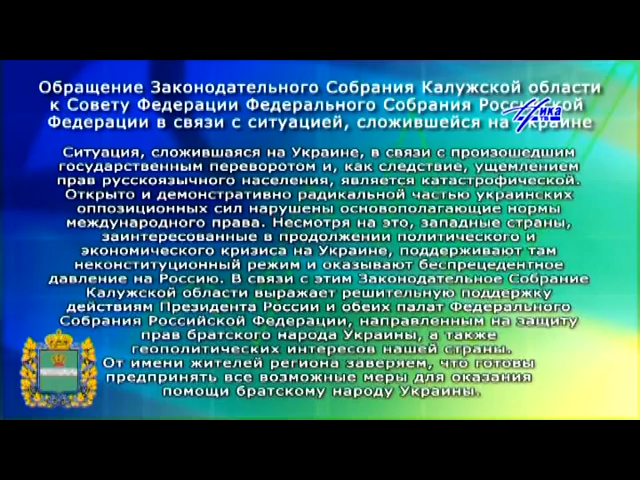 Обращение Законодательного Собрания Калужской области
к Совету Федерации Федерального Собрания Российской
Федерации в связи с ситуацией, сложившейся на Украине
Ника
Ситуация, сложившаяся на Украине, в связи с произошедшим
государственным переворотом и, как следствие, ущемлением
прав русскоязычного населения, является катастрофической.
Открыто и демонстративно радикальной частью украинских
оппозиционных сил нарушены основополагающие нормы
международного права. Несмотря на это, западные страны,
заинтересованные в продолжении политического и
экономического кризиса на Украине, поддерживают там
неконституционный режим и оказывают беспрецедентное
давление на Россию. В связи с этим Законодательное Собрание
Калужской области выражает решительную поддержку
действиям Президента России и обеих палат Федерального
Собрания Российской Федерации, направленным на защиту
прав братского народа Украины, а также
геополитических интересов нашей страны.
От имени жителей региона заверяем, что готовы
предпринять все возможные меры для оказания
помощи братскому народу Украины.